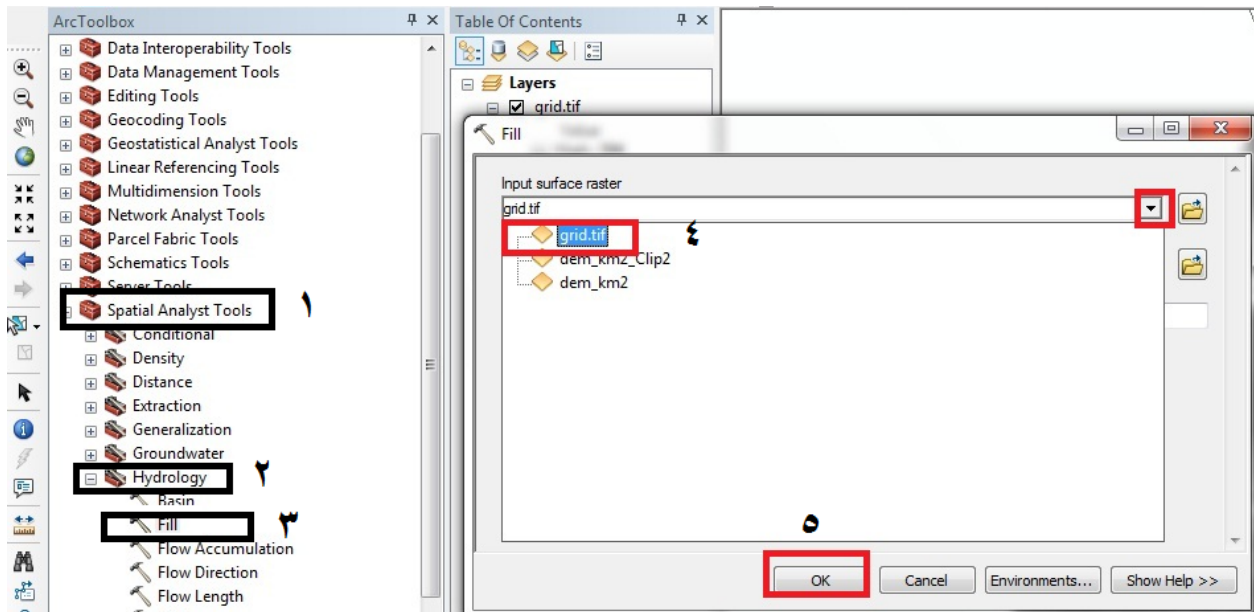 ArcToolbox
Data Interoperability Tools
Data Management Tools
Editing Tools
Geocoding Tools
Geostatistical Analyst Tools
Linear Referencing Tools
Multidimension Tools
Network Analyst Tools
Parcel Fabric Tools
Schematics Tools
Server Tools
Spatial Analyst Tools ١
Conditional
Density
Distance
Extraction
Generalization
Groundwater
Hydrology ٢
Basin
Fill ٣
Flow Accumulation
Flow Direction
Flow Length
Table Of Contents
Layers
grid.tif
Fill
Input surface raster
grid.tif
grid.tif ٤
dem_km2_Clip2
dem_km2
٥
OK Cancel Environments... Show Help >>